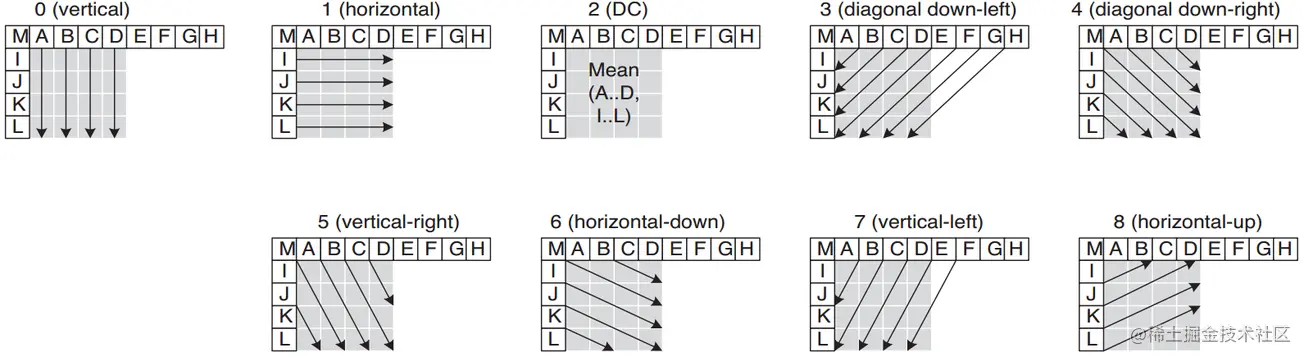 0 (vertical) 1 (horizontal) 2 (DC) 3 (diagonal down-left) 4 (diagonal down-right)
M A B C D E F G H M A B C D E F G H M A B C D E F G H M A B C D E F G H M A B C D E F G H
I I I Mean I I
J J J (A..D, J J
K K K I..L) K K
L L L L L
5 (vertical-right) 6 (horizontal-down) 7 (vertical-left) 8 (horizontal-up)
M A B C D E F G H M A B C D E F G H M A B C D E F G H M A B C D E F G H
I I I I
J J J J
K K K K
L L L L
@稀土掘金技术社区